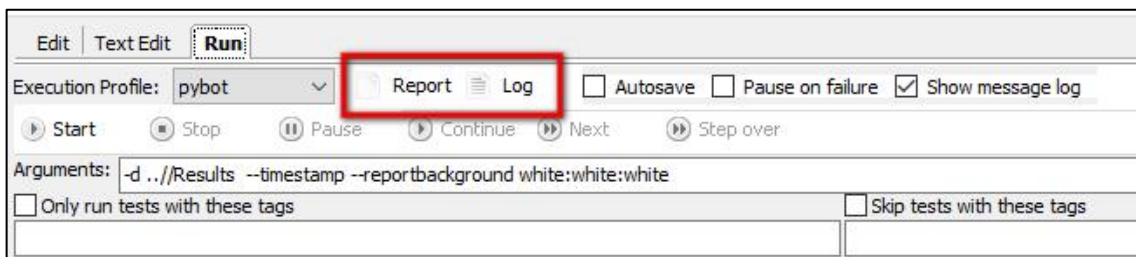 Edit Text Edit Run
Execution Profile: pybot Report Log Autosave Pause on failure Show message log
Start Stop Pause Continue Next Step over
Arguments: -d ..//Results --timestamp --reportbackground white:white:white
Only run tests with these tags Skip tests with these tags